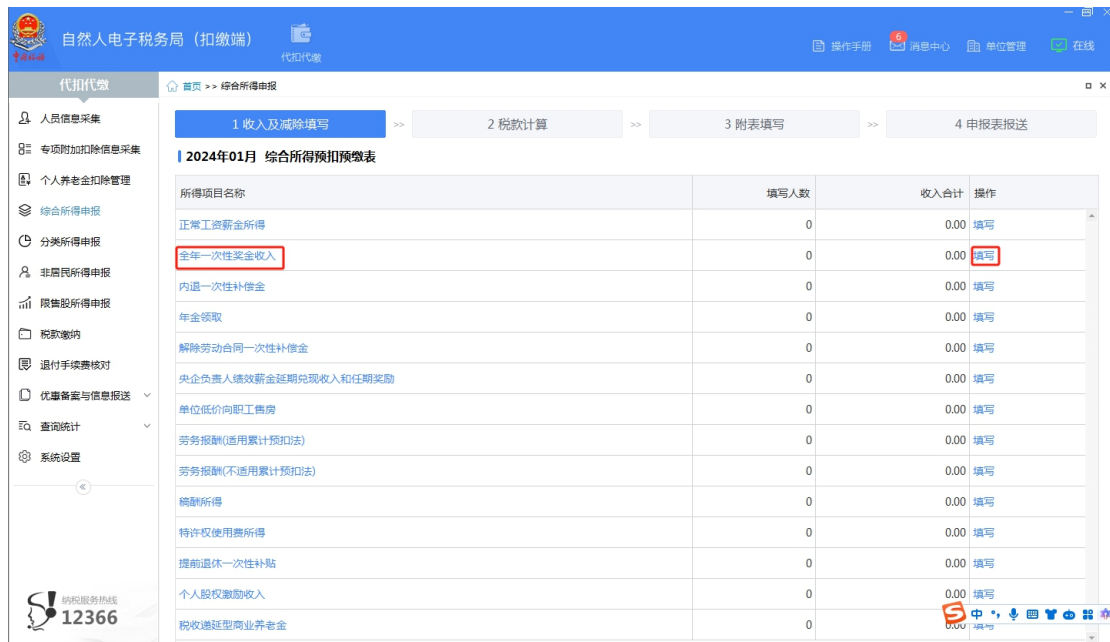 自然人电子税务局（扣缴端）
代扣代缴
操作手册
6
消息中心
单位管理
在线
代扣代缴
首页 >> 综合所得申报
人员信息采集
专项附加扣除信息采集
个人养老金扣除管理
综合所得申报
分类所得申报
非居民所得申报
限售股所得申报
税款缴纳
退付手续费核对
优惠备案与信息报送
查询统计
系统设置
纳税服务热线
12366
1 收入及减除填写 >> 2 税款计算 >> 3 附表填写 >> 4 申报表报送
2024年01月 综合所得预扣预缴表
所得项目名称 填写人数 收入合计 操作
正常工资薪金所得 0 0.00 填写
全年一次性奖金收入 0 0.00 填写
内退一次性补偿金 0 0.00 填写
年金领取 0 0.00 填写
解除劳动合同一次性补偿金 0 0.00 填写
央企负责人绩效薪金延期兑现收入和任期奖励 0 0.00 填写
单位低价向职工售房 0 0.00 填写
劳务报酬(适用累计预扣法) 0 0.00 填写
劳务报酬(不适用累计预扣法) 0 0.00 填写
稿酬所得 0 0.00 填写
特许权使用费所得 0 0.00 填写
提前退休一次性补贴 0 0.00 填写
个人股权激励收入 0 0.00 填写
税收递延型商业养老金 0 0.00 填写
中